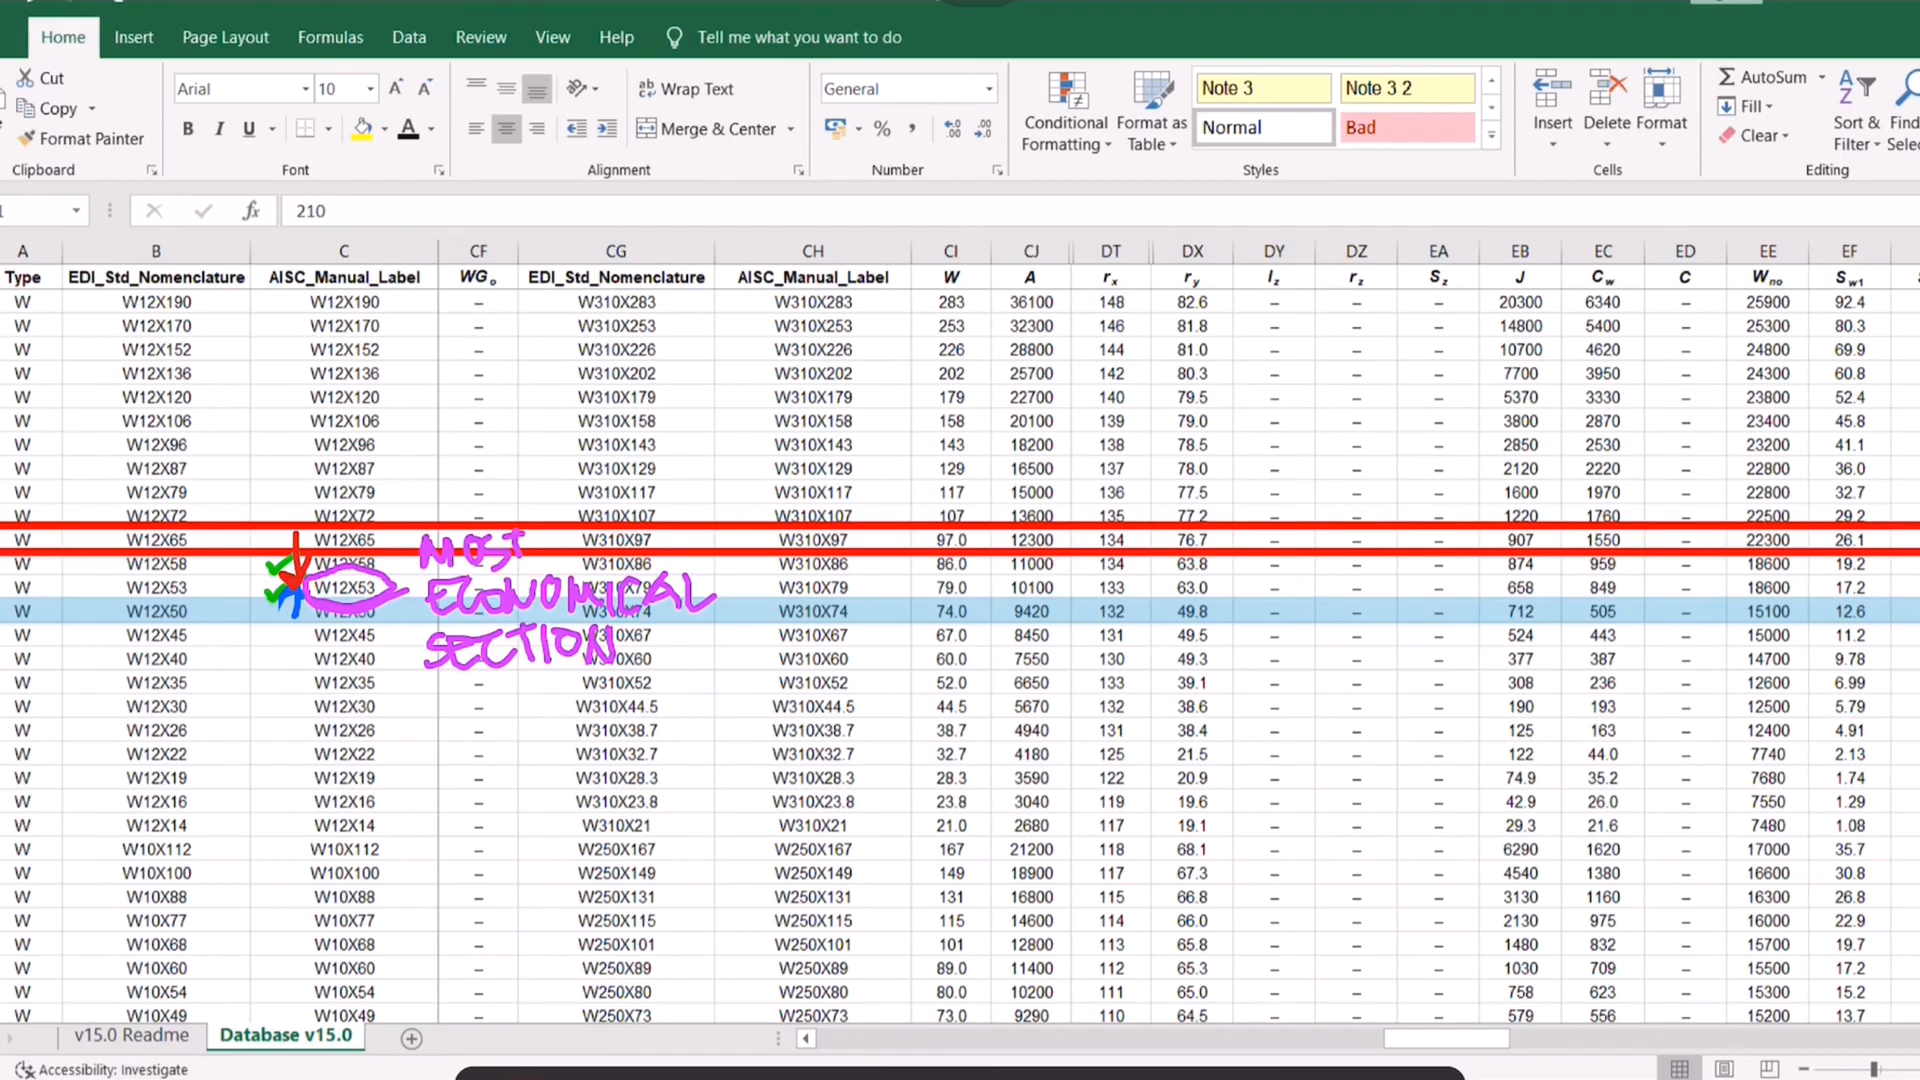 Home Insert Page Layout Formulas Data Review View Help Tell me what you want to do
Cut Arial 10 Wrap Text General Note 3 Note 3 2 AutoSum
Copy Conditional Format as Insert Delete Format Fill
Format Painter B I U A Merge & Center % Formatting Table Normal Bad Clear Sort & Filter
Clipboard Font Alignment Number Styles Cells Editing
fx 210
A B C CF CG CH CI CJ DT DX DY DZ EA EB EC ED EE EF
Type EDI_Std_Nomenclature AISC_Manual_Label WGo EDI_Std_Nomenclature AISC_Manual_Label W A rx ry Iz rz Sz J Cw C Wno Sw1
W W12X190 W12X190 – W310X283 W310X283 283 36100 148 82.6 – – – 20300 6340 – 25900 92.4
W W12X170 W12X170 – W310X253 W310X253 253 32300 146 81.8 – – – 14800 5400 – 25300 80.3
W W12X152 W12X152 – W310X226 W310X226 226 28800 144 81.0 – – – 10700 4620 – 24800 69.9
W W12X136 W12X136 – W310X202 W310X202 202 25700 142 80.3 – – – 7700 3950 – 24300 60.8
W W12X120 W12X120 – W310X179 W310X179 179 22700 140 79.5 – – – 5370 3330 – 23800 52.4
W W12X106 W12X106 – W310X158 W310X158 158 20100 139 79.0 – – – 3800 2870 – 23400 45.8
W W12X96 W12X96 – W310X143 W310X143 143 18200 138 78.5 – – – 2850 2530 – 23200 41.1
W W12X87 W12X87 – W310X129 W310X129 129 16500 137 78.0 – – – 2120 2220 – 22800 36.0
W W12X79 W12X79 – W310X117 W310X117 117 15000 136 77.5 – – – 1600 1970 – 22800 32.7
W W12X72 W12X72 – W310X107 W310X107 107 13600 135 77.2 – – – 1220 1760 – 22500 29.2
W W12X65 W12X65 W310X97 W310X97 97.0 12300 134 76.7 – – – 907 1550 – 22300 26.1
MOST
W W12X58 W12X58 W310X86 W310X86 86.0 11000 134 63.8 – – – 874 959 – 18600 19.2
W W12X53 W12X53 W310X79 W310X79 79.0 10100 133 63.0 – – – 658 849 – 18600 17.2
ECONOMICAL
W W12X50 W12X50 W310X74 W310X74 74.0 9420 132 49.8 – – – 712 505 – 15100 12.6
W W12X45 W12X45 W310X67 W310X67 67.0 8450 131 49.5 – – – 524 443 – 15000 11.2
SECTION
W W12X40 W12X40 W310X60 W310X60 60.0 7550 130 49.3 – – – 377 387 – 14700 9.78
W W12X35 W12X35 – W310X52 W310X52 52.0 6650 133 39.1 – – – 308 236 – 12600 6.99
W W12X30 W12X30 – W310X44.5 W310X44.5 44.5 5670 132 38.6 – – – 190 193 – 12500 5.79
W W12X26 W12X26 – W310X38.7 W310X38.7 38.7 4940 131 38.4 – – – 125 163 – 12400 4.91
W W12X22 W12X22 – W310X32.7 W310X32.7 32.7 4180 125 21.5 – – – 122 44.0 – 7740 2.13
W W12X19 W12X19 – W310X28.3 W310X28.3 28.3 3590 122 20.9 – – – 74.9 35.2 – 7680 1.74
W W12X16 W12X16 – W310X23.8 W310X23.8 23.8 3040 119 19.6 – – – 42.9 26.0 – 7550 1.29
W W12X14 W12X14 – W310X21 W310X21 21.0 2680 117 19.1 – – – 29.3 21.6 – 7480 1.08
W W10X112 W10X112 – W250X167 W250X167 167 21200 118 68.1 – – – 6290 1620 – 17000 35.7
W W10X100 W10X100 – W250X149 W250X149 149 18900 117 67.3 – – – 4540 1380 – 16600 30.8
W W10X88 W10X88 – W250X131 W250X131 131 16800 115 66.8 – – – 3130 1160 – 16300 26.8
W W10X77 W10X77 – W250X115 W250X115 115 14600 114 66.0 – – – 2130 975 – 16000 22.9
W W10X68 W10X68 – W250X101 W250X101 101 12800 113 65.8 – – – 1480 832 – 15700 19.7
W W10X60 W10X60 – W250X89 W250X89 89.0 11400 112 65.3 – – – 1030 709 – 15500 17.2
W W10X54 W10X54 – W250X80 W250X80 80.0 10200 111 65.0 – – – 758 623 – 15300 15.2
W W10X49 W10X49 – W250X73 W250X73 73.0 9290 110 64.5 – – – 579 556 – 15200 13.7
v15.0 Readme Database v15.0
Accessibility: Investigate